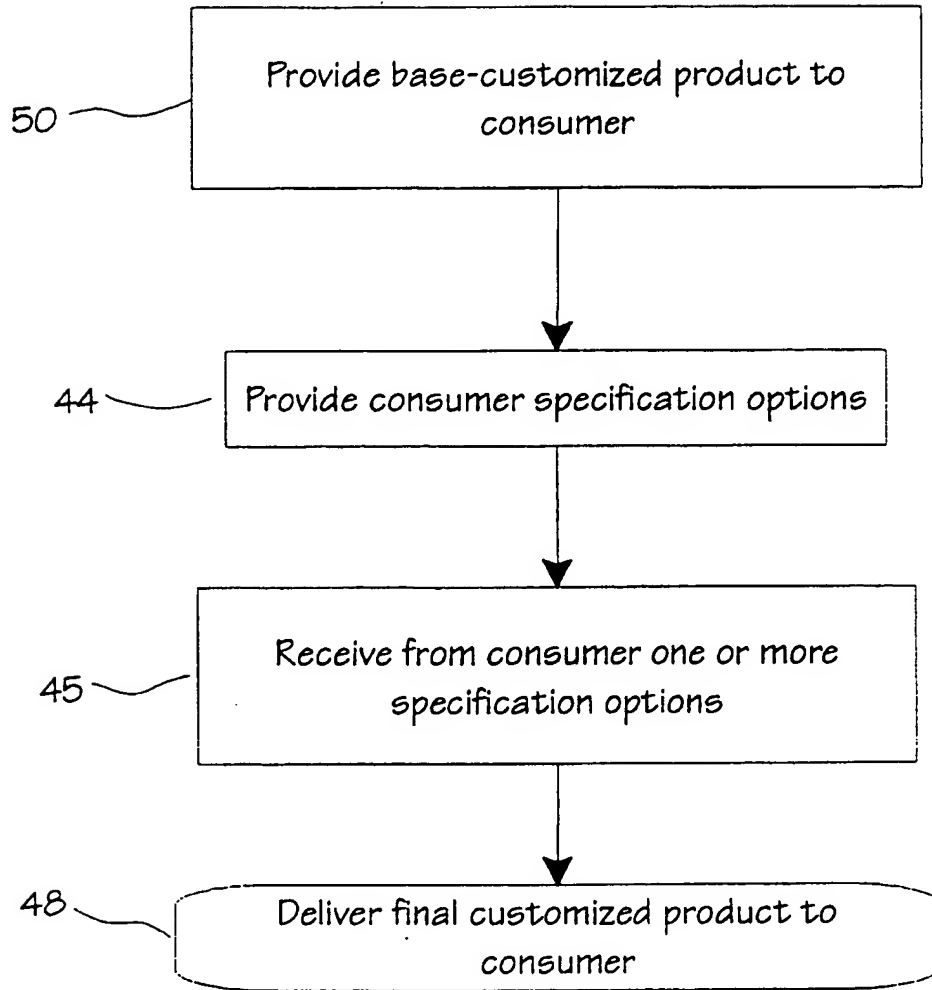 Provide base-customized product to
consumer
50
44
Provide consumer specification options
Receive from consumer one or more
specification options
45
48
Deliver final customized product to
consumer